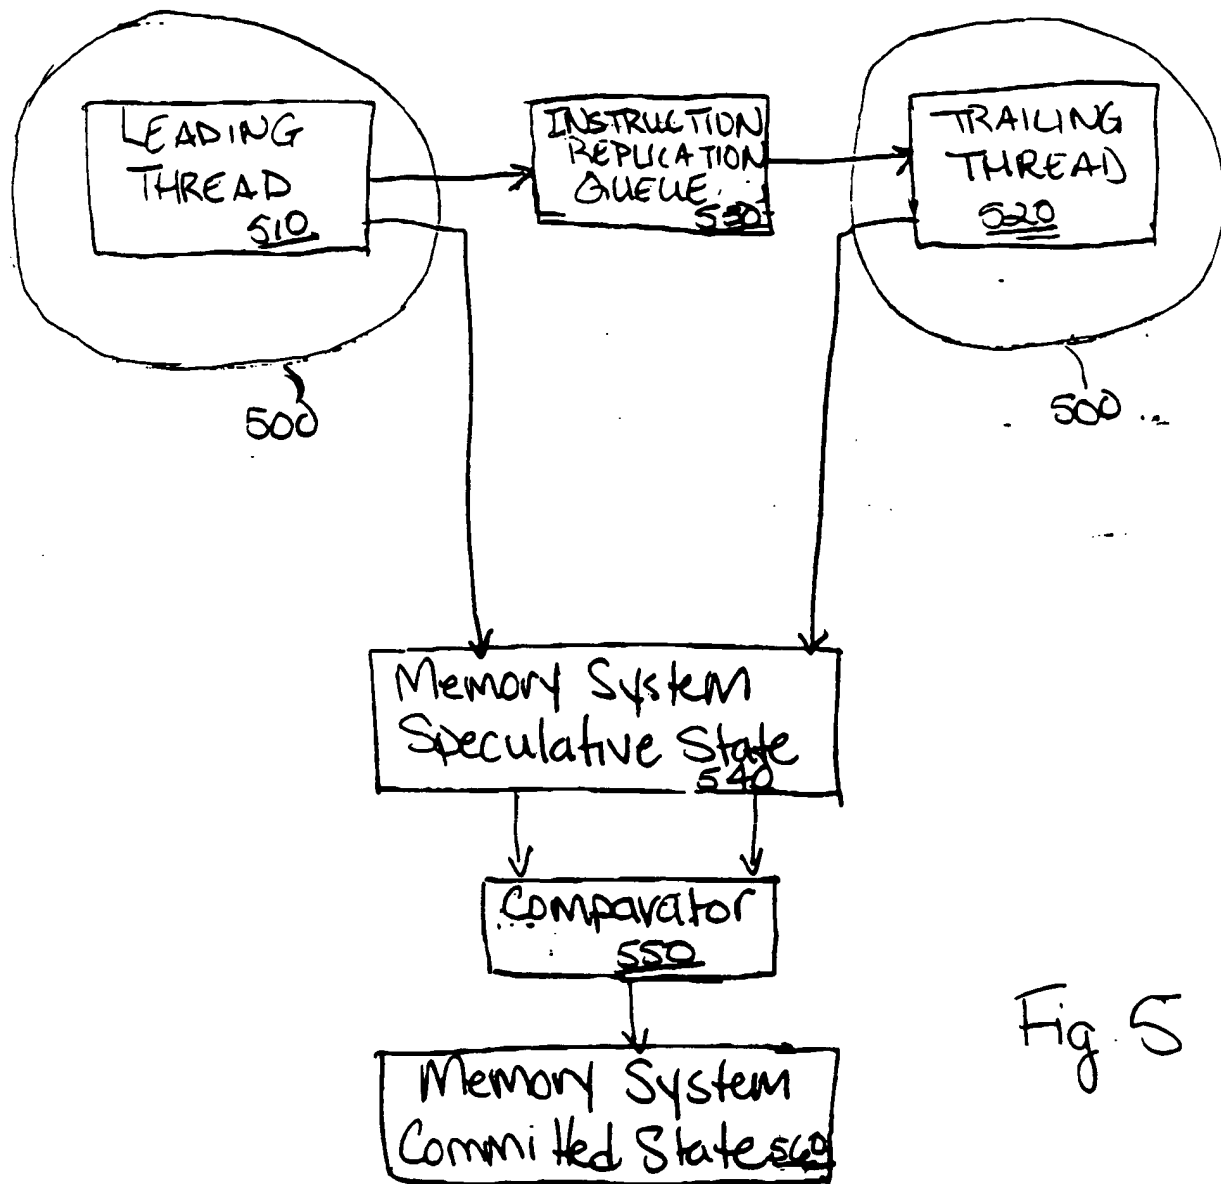 LEADING
THREAD
510
INSTRUCTION
REPLICATION
QUEUE
530
TRAILING
THREAD
520
500
500
Memory System
Speculative State
540
Comparator
550
Memory System
Committed State 560
Fig. 5